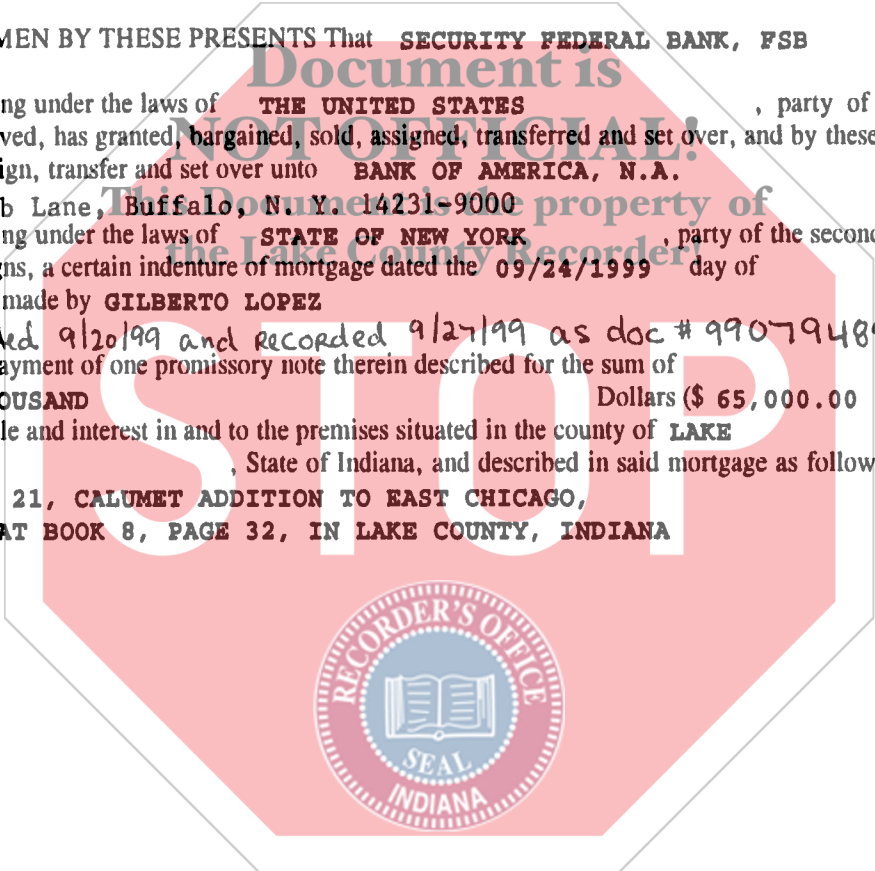 MEN BY THESE PRESENTS That SECURITY FEDERAL BANK, FSB
Document is
ng under the laws of THE UNITED STATES , party of
ved, has granted, bargained, sold, assigned, transferred and set over, and by these
NOT OFFICIAL!
ign, transfer and set over unto BANK OF AMERICA, N.A.
b Lane, Buffalo, N. Y. 14231-9000
This Document is the property of
ng under the laws of STATE OF NEW YORK , party of the second
the Lake County Recorder!
ns, a certain indenture of mortgage dated the 09/24/1999 day of
made by GILBERTO LOPEZ
ed 9/20/99 and recorded 9/27/99 as doc # 99079489
ayment of one promissory note therein described for the sum of
OUSAND Dollars ($ 65,000.00
le and interest in and to the premises situated in the county of LAKE
, State of Indiana, and described in said mortgage as follow
STOP
21, CALUMET ADDITION TO EAST CHICAGO,
AT BOOK 8, PAGE 32, IN LAKE COUNTY, INDIANA
RECORDER'S OFFICE
SEAL
INDIANA